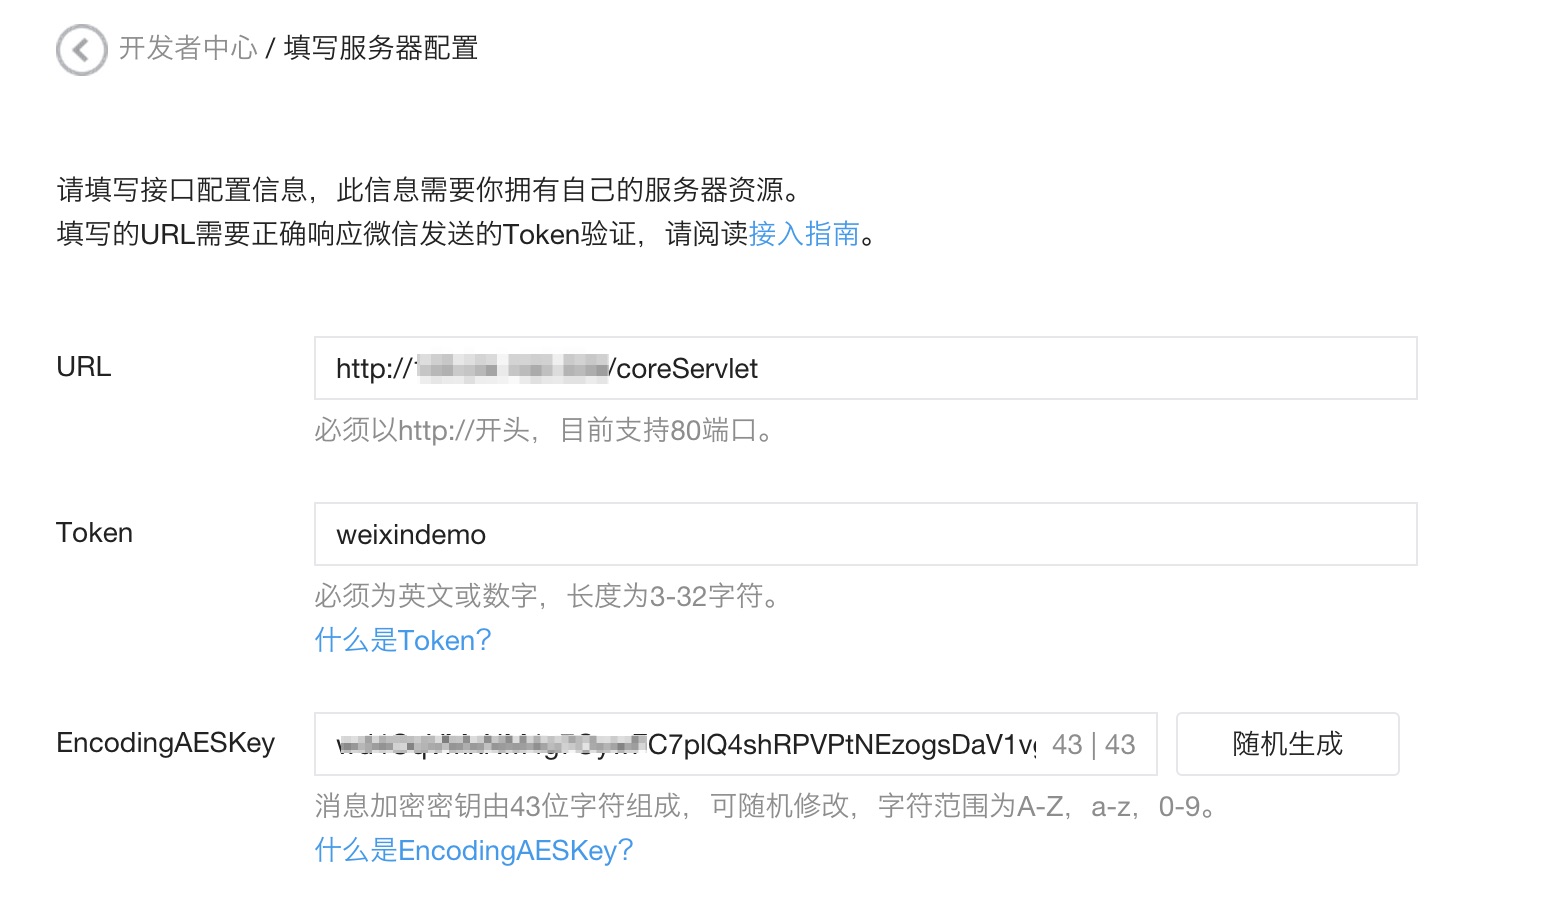 开发者中心 / 填写服务器配置
请填写接口配置信息，此信息需要你拥有自己的服务器资源。
填写的URL需要正确响应微信发送的Token验证，请阅读接入指南。
URL
http:// /coreServlet
必须以http://开头，目前支持80端口。
Token
weixindemo
必须为英文或数字，长度为3-32字符。
什么是Token?
EncodingAESKey
C7plQ4shRPVPtNEzogsDaV1v 43 | 43
随机生成
消息加密密钥由43位字符组成，可随机修改，字符范围为A-Z，a-z，0-9。
什么是EncodingAESKey?